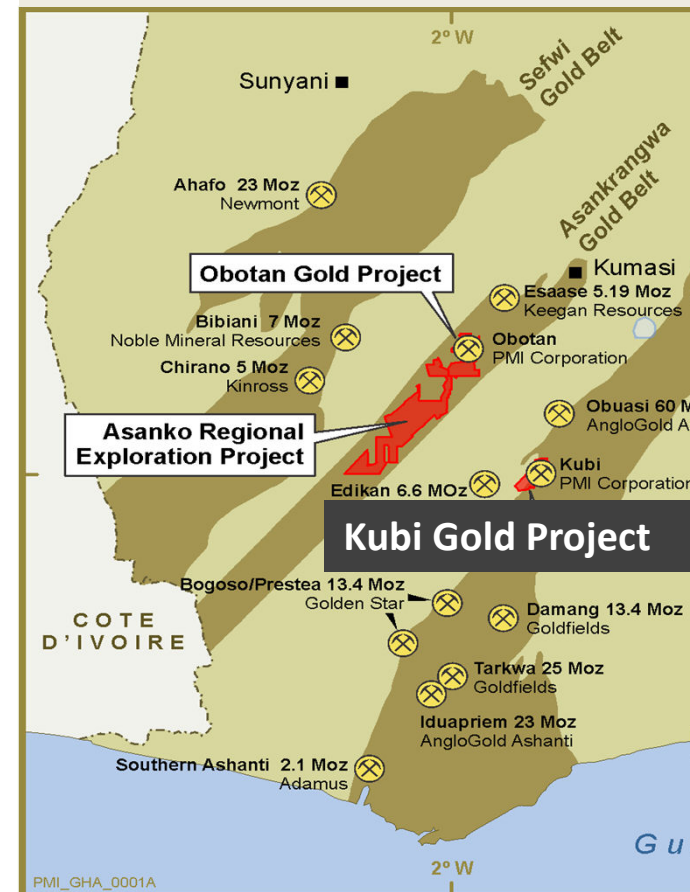 2° W
Sunyani
Sefwi
Gold Belt
Asankrangwa
Gold Belt
Ahafo 23 Moz
Newmont
Obotan Gold Project
Kumasi
Esaase 5.19 Moz
Keegan Resources
Bibiani 7 Moz
Noble Mineral Resources
Obotan
PMI Corporation
Chirano 5 Moz
Kinross
Obuasi 60 M
AngloGold A
Asanko Regional
Exploration Project
Kubi
PMI Corporation
Edikan 6.6 MOz
Kubi Gold Project
Bogoso/Prestea 13.4 Moz
Golden Star
COTE
D'IVOIRE
Damang 13.4 Moz
Goldfields
Tarkwa 25 Moz
Goldfields
Iduapriem 23 Moz
AngloGold Ashanti
Southern Ashanti 2.1 Moz
Adamus
G u
2° W
PMI_GHA_0001A